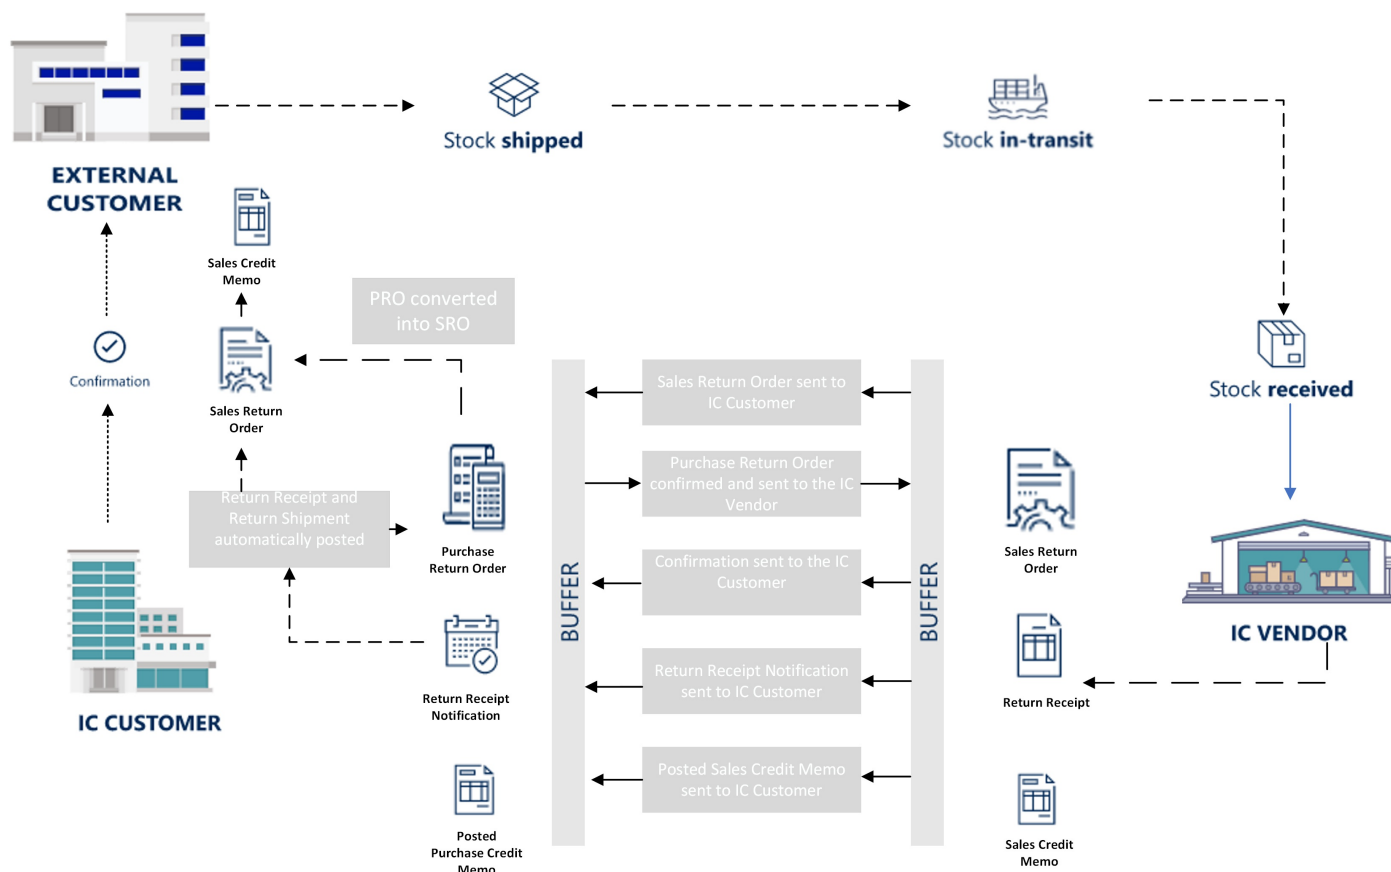 EXTERNAL
CUSTOMER
Stock shipped
Stock in-transit
Sales Credit
Memo
PRO converted
into SRO
Confirmation
Sales Return
Order
Stock received
Sales Return Order sent to
IC Customer
Purchase Return Order
confirmed and sent to the IC
Vendor
Return Receipt and
Return Shipment
automatically posted
Purchase
Return Order
Sales Return
Order
BUFFER
Confirmation sent to the IC
Customer
BUFFER
IC VENDOR
Return Receipt
Notification
Return Receipt Notification
sent to IC Customer
Return Receipt
IC CUSTOMER
Posted Sales Credit Memo
sent to IC Customer
Posted
Purchase Credit
Memo
Sales Credit
Memo